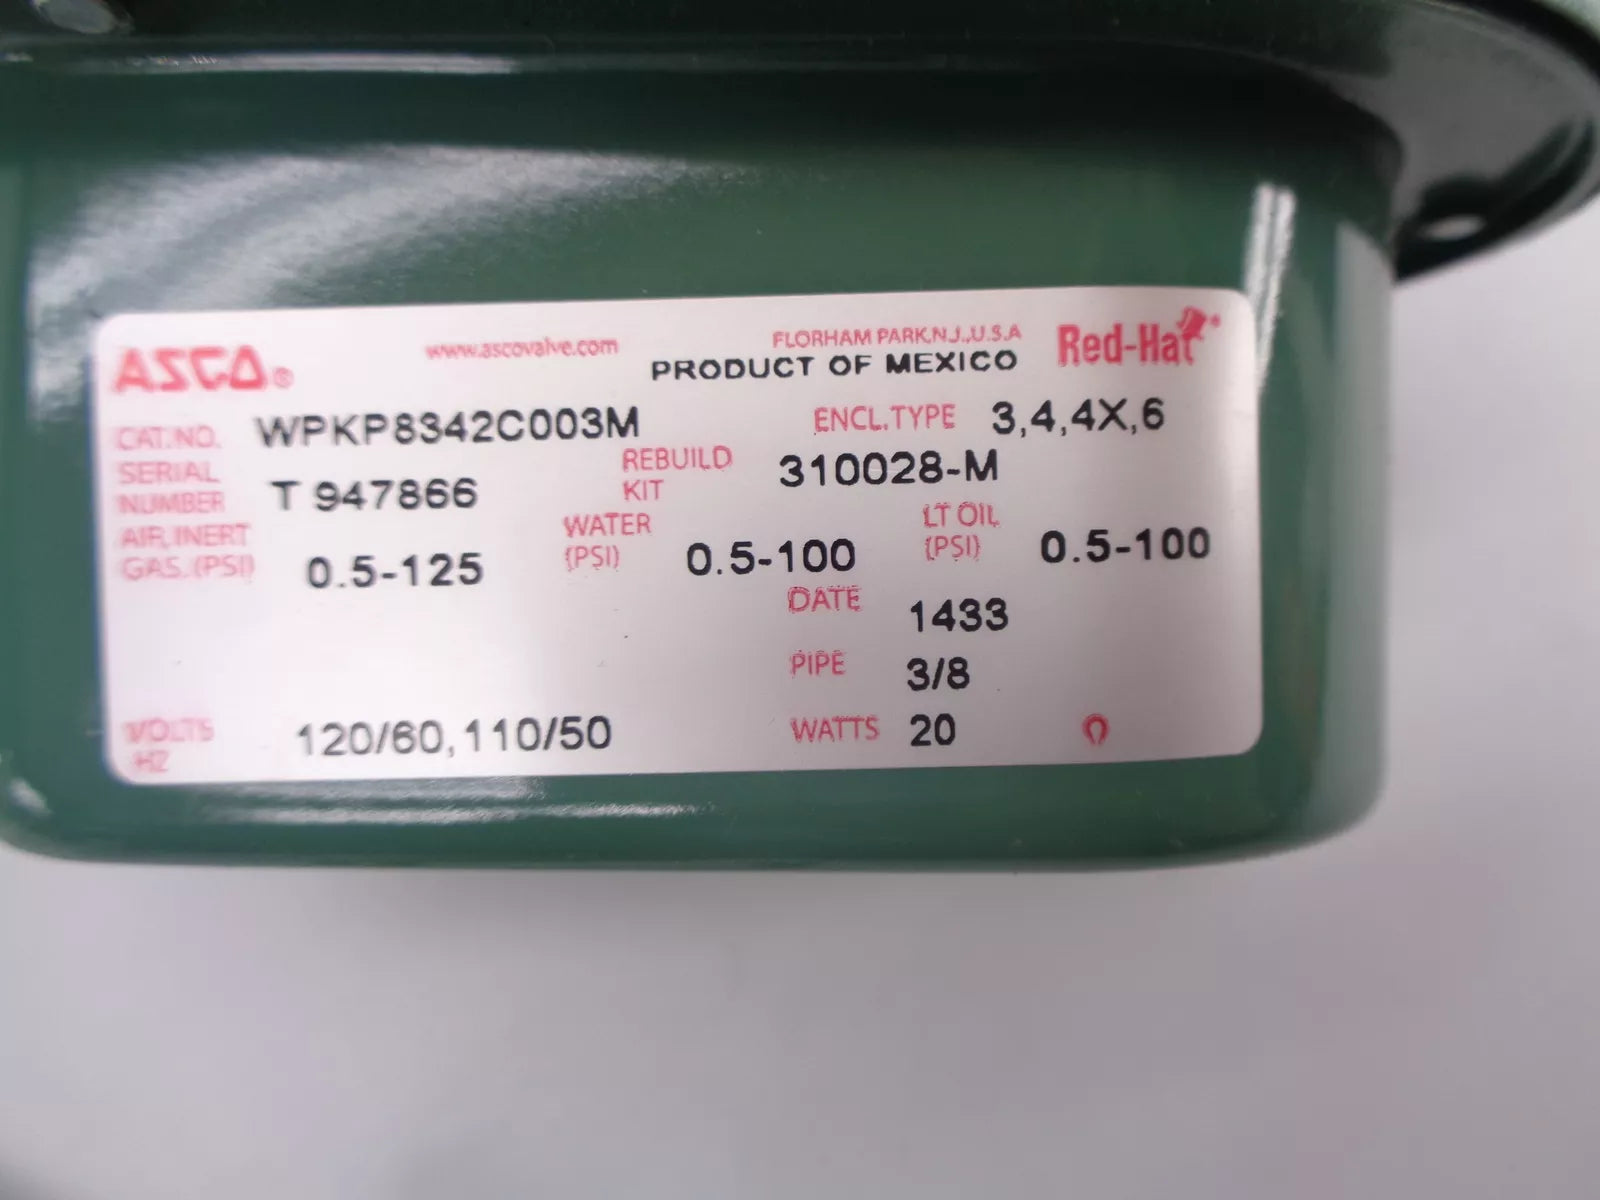 ASCO®
www.ascovalve.com
FLORHAM PARK,N.J.,U.S.A
PRODUCT OF MEXICO
Red-Hat®
CAT.NO. WPKP8342C003M ENCL.TYPE 3,4,4X,6
SERIAL NUMBER T 947866 REBUILD KIT 310028-M
AIR, INERT GAS. (PSI) 0.5-125 WATER (PSI) 0.5-100 LT OIL (PSI) 0.5-100
DATE 1433
PIPE 3/8
VOLTS HZ 120/60,110/50 WATTS 20